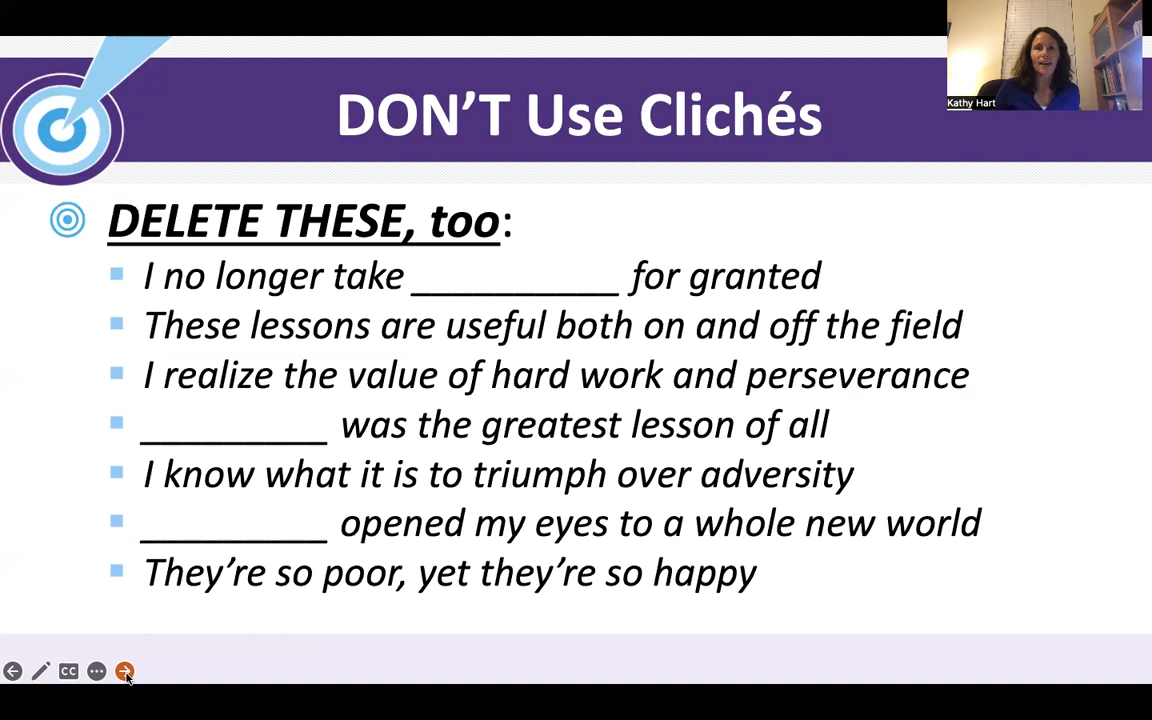 DON’T Use Clichés
Kathy Hart
DELETE THESE, too:
I no longer take __________ for granted
These lessons are useful both on and off the field
I realize the value of hard work and perseverance
_________ was the greatest lesson of all
I know what it is to triumph over adversity
_________ opened my eyes to a whole new world
They’re so poor, yet they’re so happy
CC